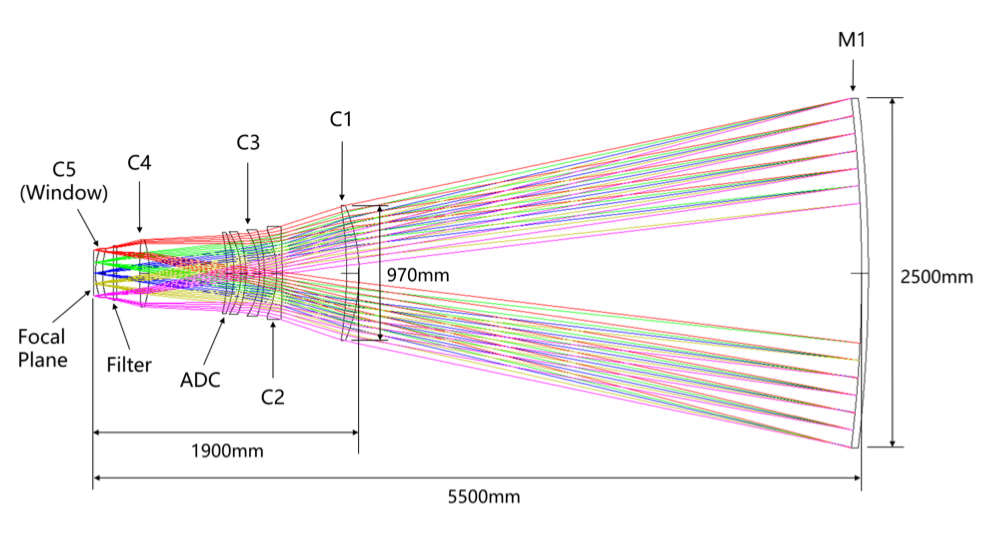 M1
C1
C3
C4
C5
(Window)
970mm
2500mm
Focal
Plane
Filter
ADC
C2
1900mm
5500mm